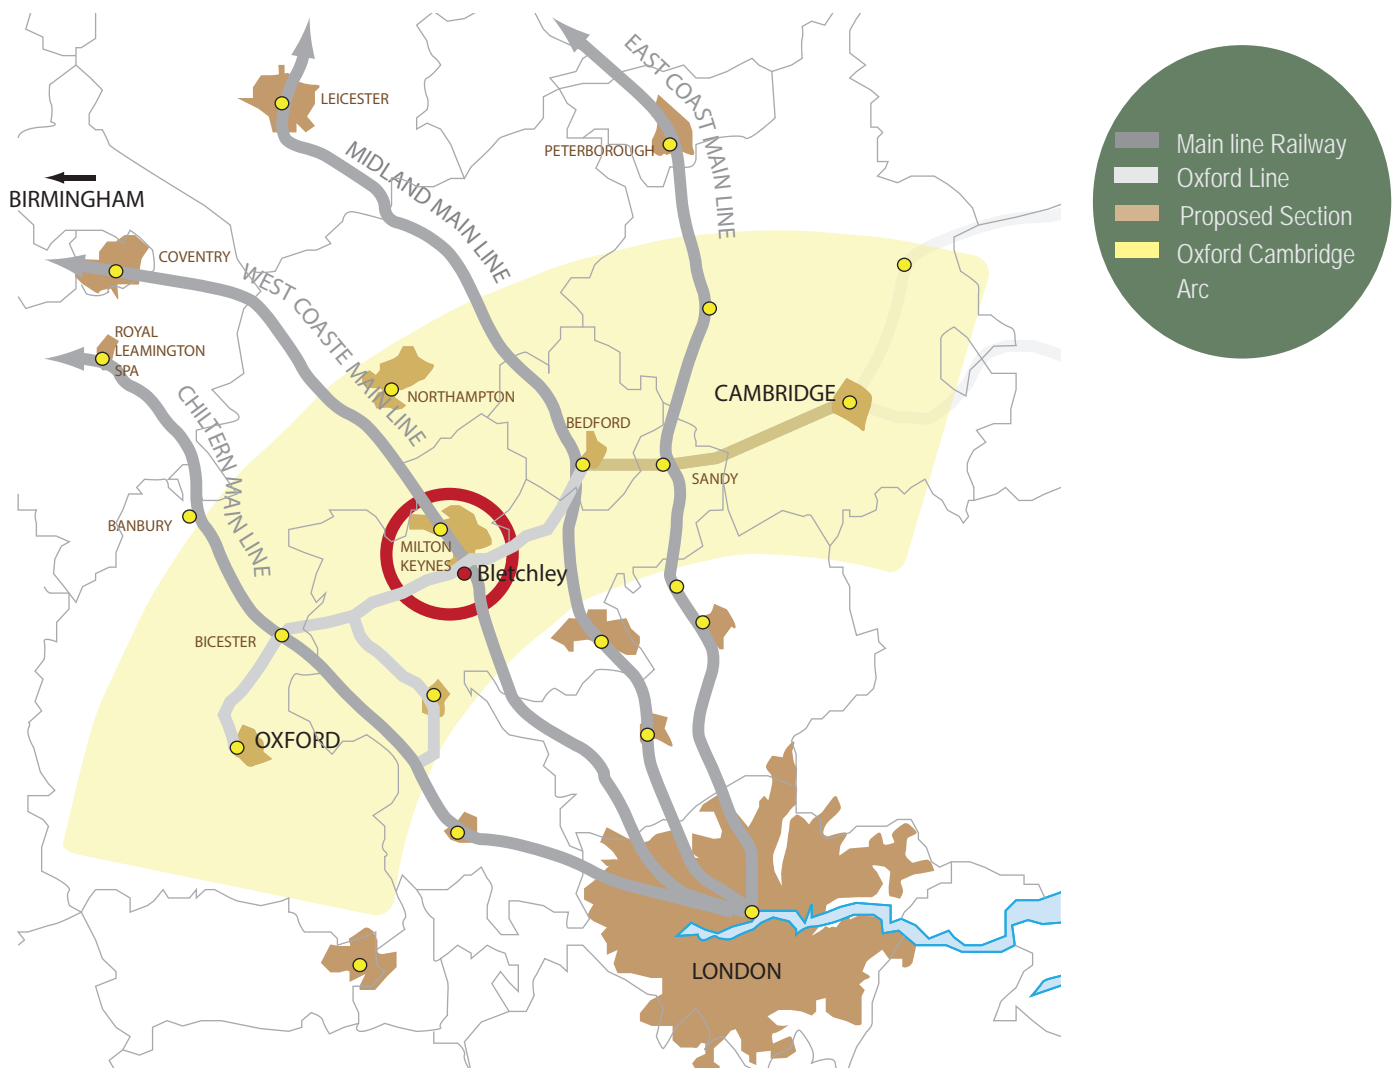 LEICESTER
EAST COAST MAIN LINE
PETERBOROUGH
MIDLAND MAIN LINE
BIRMINGHAM
COVENTRY
WEST COASTE MAIN LINE
ROYAL
LEAMINGTON
SPA
CHILTERN MAIN LINE
NORTHAMPTON
CAMBRIDGE
BEDFORD
SANDY
BANBURY
MILTON
KEYNES
Bletchley
BICESTER
OXFORD
LONDON
Main line Railway
Oxford Line
Proposed Section
Oxford Cambridge
Arc